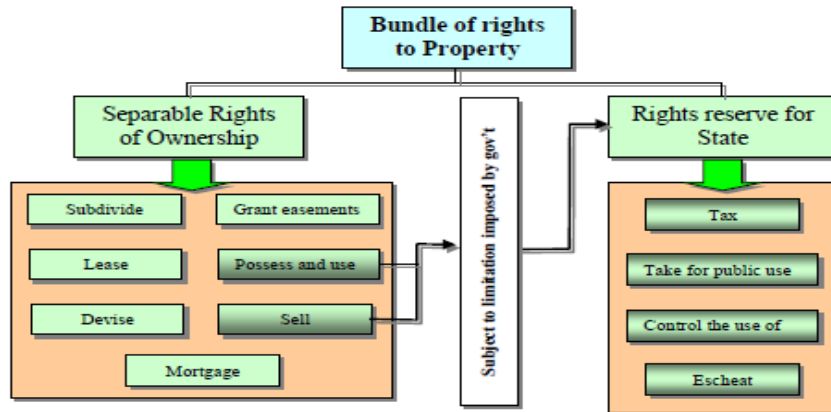 Bundle of rights
to Property
Separable Rights
of Ownership
Subdivide
Grant easements
Lease
Possess and use
Devise
Sell
Mortgage
Subject to limitation imposed by gov't
Rights reserve for
State
Tax
Take for public use
Control the use of
Escheat